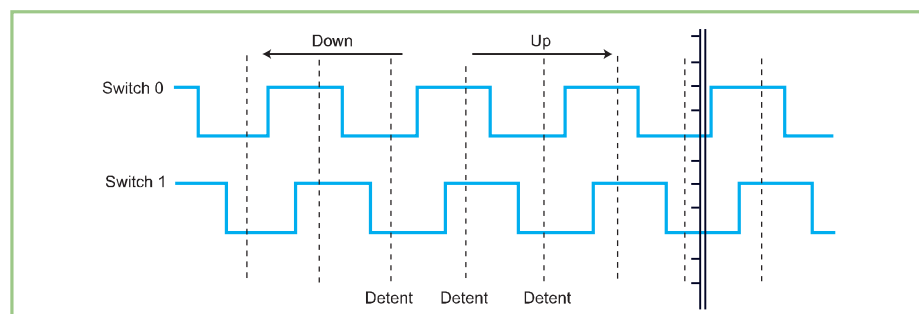 Down
Up
Switch 0
Switch 1
Detent Detent Detent